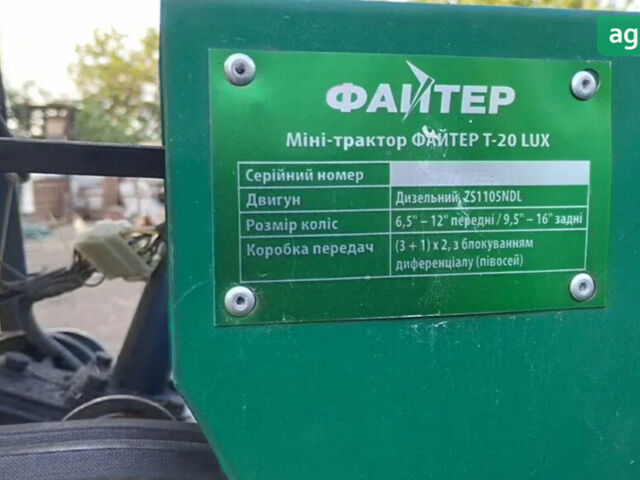 ag
ФАЙТЕР
Міні-трактор ФАЙТЕР Т-20 LUX
Серійний номер
Двигун Дизельний, ZS1105NDL
Розмір коліс 6,5" – 12" передні / 9,5" – 16" задні
Коробка передач (3 + 1) х 2, з блокуванням
диференціалу (півосей)